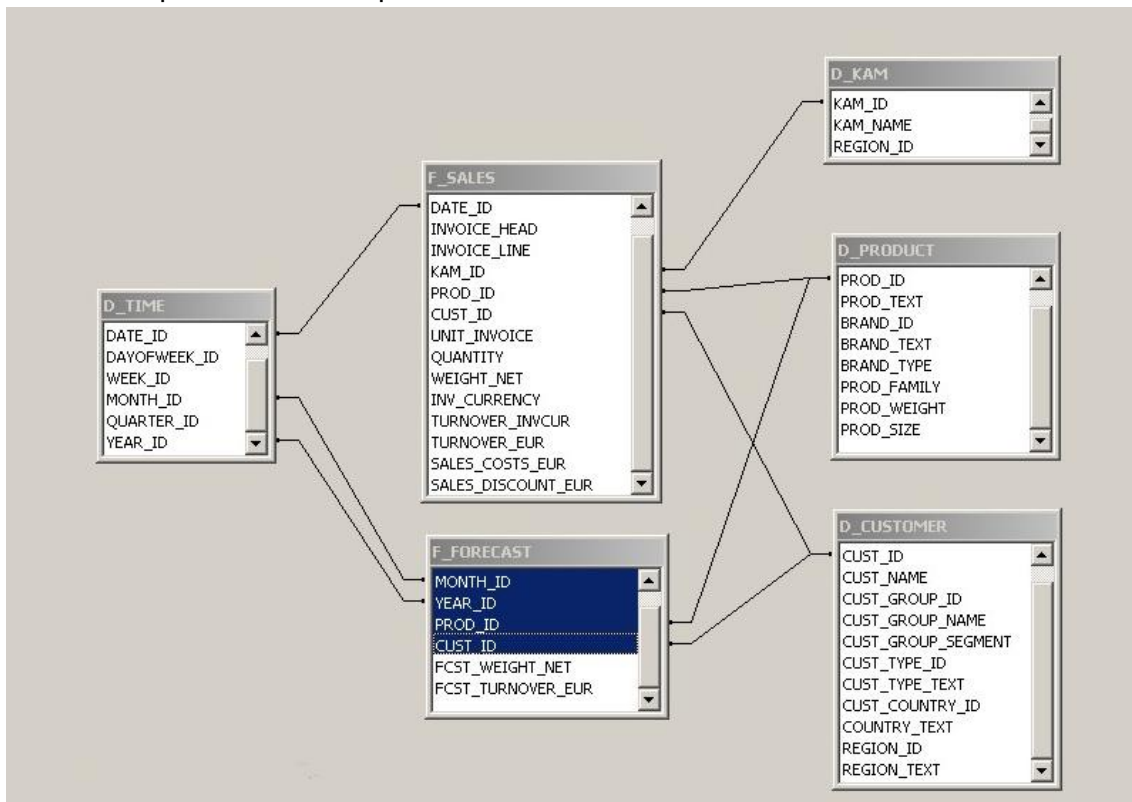 D_KAM
KAM_ID
KAM_NAME
REGION_ID
F_SALES
DATE_ID
INVOICE_HEAD
INVOICE_LINE
KAM_ID
PROD_ID
CUST_ID
UNIT_INVOICE
QUANTITY
WEIGHT_NET
INV_CURRENCY
TURNOVER_INVCUR
TURNOVER_EUR
SALES_COSTS_EUR
SALES_DISCOUNT_EUR
D_PRODUCT
PROD_ID
PROD_TEXT
BRAND_ID
BRAND_TEXT
BRAND_TYPE
PROD_FAMILY
PROD_WEIGHT
PROD_SIZE
D_TIME
DATE_ID
DAYOFWEEK_ID
WEEK_ID
MONTH_ID
QUARTER_ID
YEAR_ID
F_FORECAST
MONTH_ID
YEAR_ID
PROD_ID
CUST_ID
FCST_WEIGHT_NET
FCST_TURNOVER_EUR
D_CUSTOMER
CUST_ID
CUST_NAME
CUST_GROUP_ID
CUST_GROUP_NAME
CUST_GROUP_SEGMENT
CUST_TYPE_ID
CUST_TYPE_TEXT
CUST_COUNTRY_ID
COUNTRY_TEXT
REGION_ID
REGION_TEXT